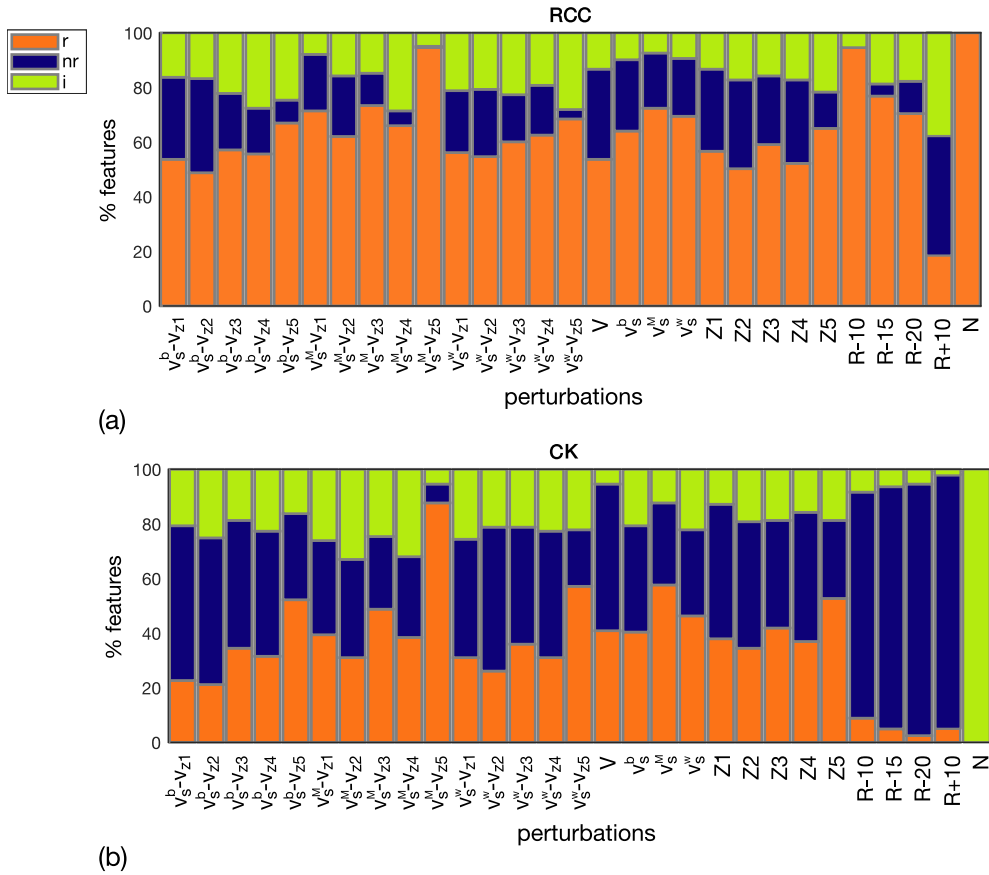 RCC
r
nr
i
100
80
60
40
20
0
% features
v_s^b-v_z1
v_s^b-v_z2
v_s^b-v_z3
v_s^b-v_z4
v_s^b-v_z5
v_s^M-v_z1
v_s^M-v_z2
v_s^M-v_z3
v_s^M-v_z4
v_s^M-v_z5
v_s^w-v_z1
v_s^w-v_z2
v_s^w-v_z3
v_s^w-v_z4
v_s^w-v_z5
V
v_s^b
v_s^M
v_s^w
Z1
Z2
Z3
Z4
Z5
R-10
R-15
R-20
R+10
N
perturbations
(a)
CK
100
80
60
40
20
0
% features
v_s^b-v_z1
v_s^b-v_z2
v_s^b-v_z3
v_s^b-v_z4
v_s^b-v_z5
v_s^M-v_z1
v_s^M-v_z2
v_s^M-v_z3
v_s^M-v_z4
v_s^M-v_z5
v_s^w-v_z1
v_s^w-v_z2
v_s^w-v_z3
v_s^w-v_z4
v_s^w-v_z5
V
v_s^b
v_s^M
v_s^w
Z1
Z2
Z3
Z4
Z5
R-10
R-15
R-20
R+10
N
perturbations
(b)